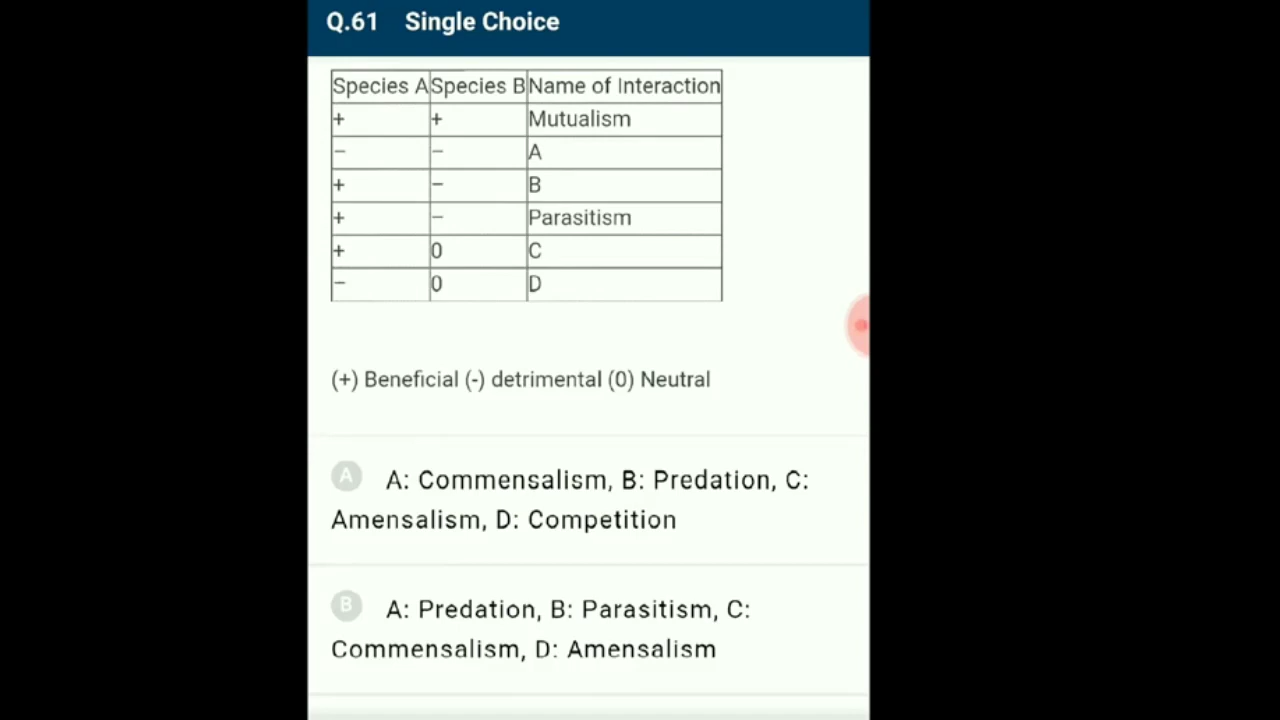 Q.61 Single Choice
Species A Species B Name of Interaction
+ + Mutualism
− − A
+ − B
+ − Parasitism
+ 0 C
− 0 D
(+) Beneficial (-) detrimental (0) Neutral
A A: Commensalism, B: Predation, C:
Amensalism, D: Competition
B A: Predation, B: Parasitism, C:
Commensalism, D: Amensalism